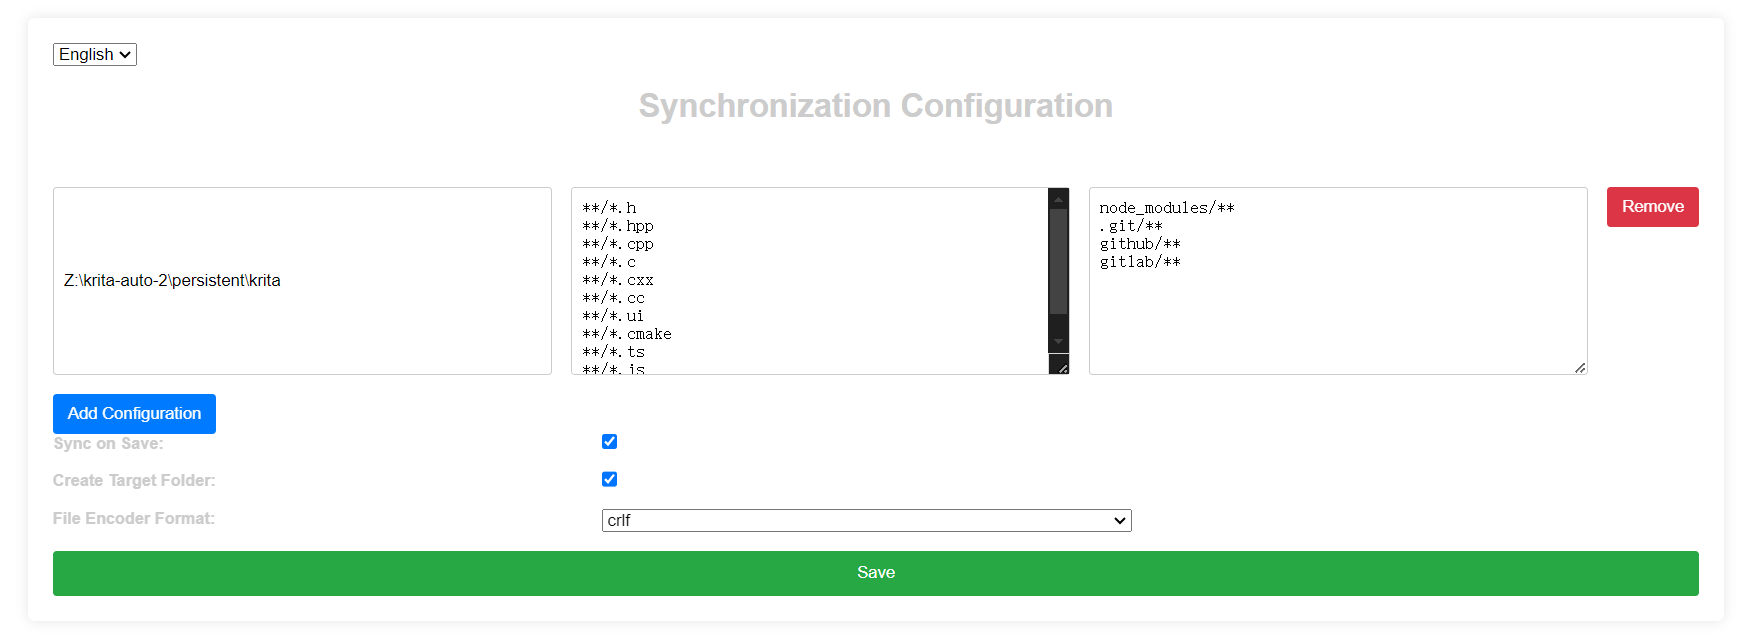 English
Synchronization Configuration
Z:\krita-auto-2\persistent\krita
**/*.h
**/*.hpp
**/*.cpp
**/*.c
**/*.cxx
**/*.cc
**/*.ui
**/*.cmake
**/*.ts
**/*.js
node_modules/**
.git/**
github/**
gitlab/**
Remove
Add Configuration
Sync on Save:
Create Target Folder:
File Encoder Format:
crlf
Save